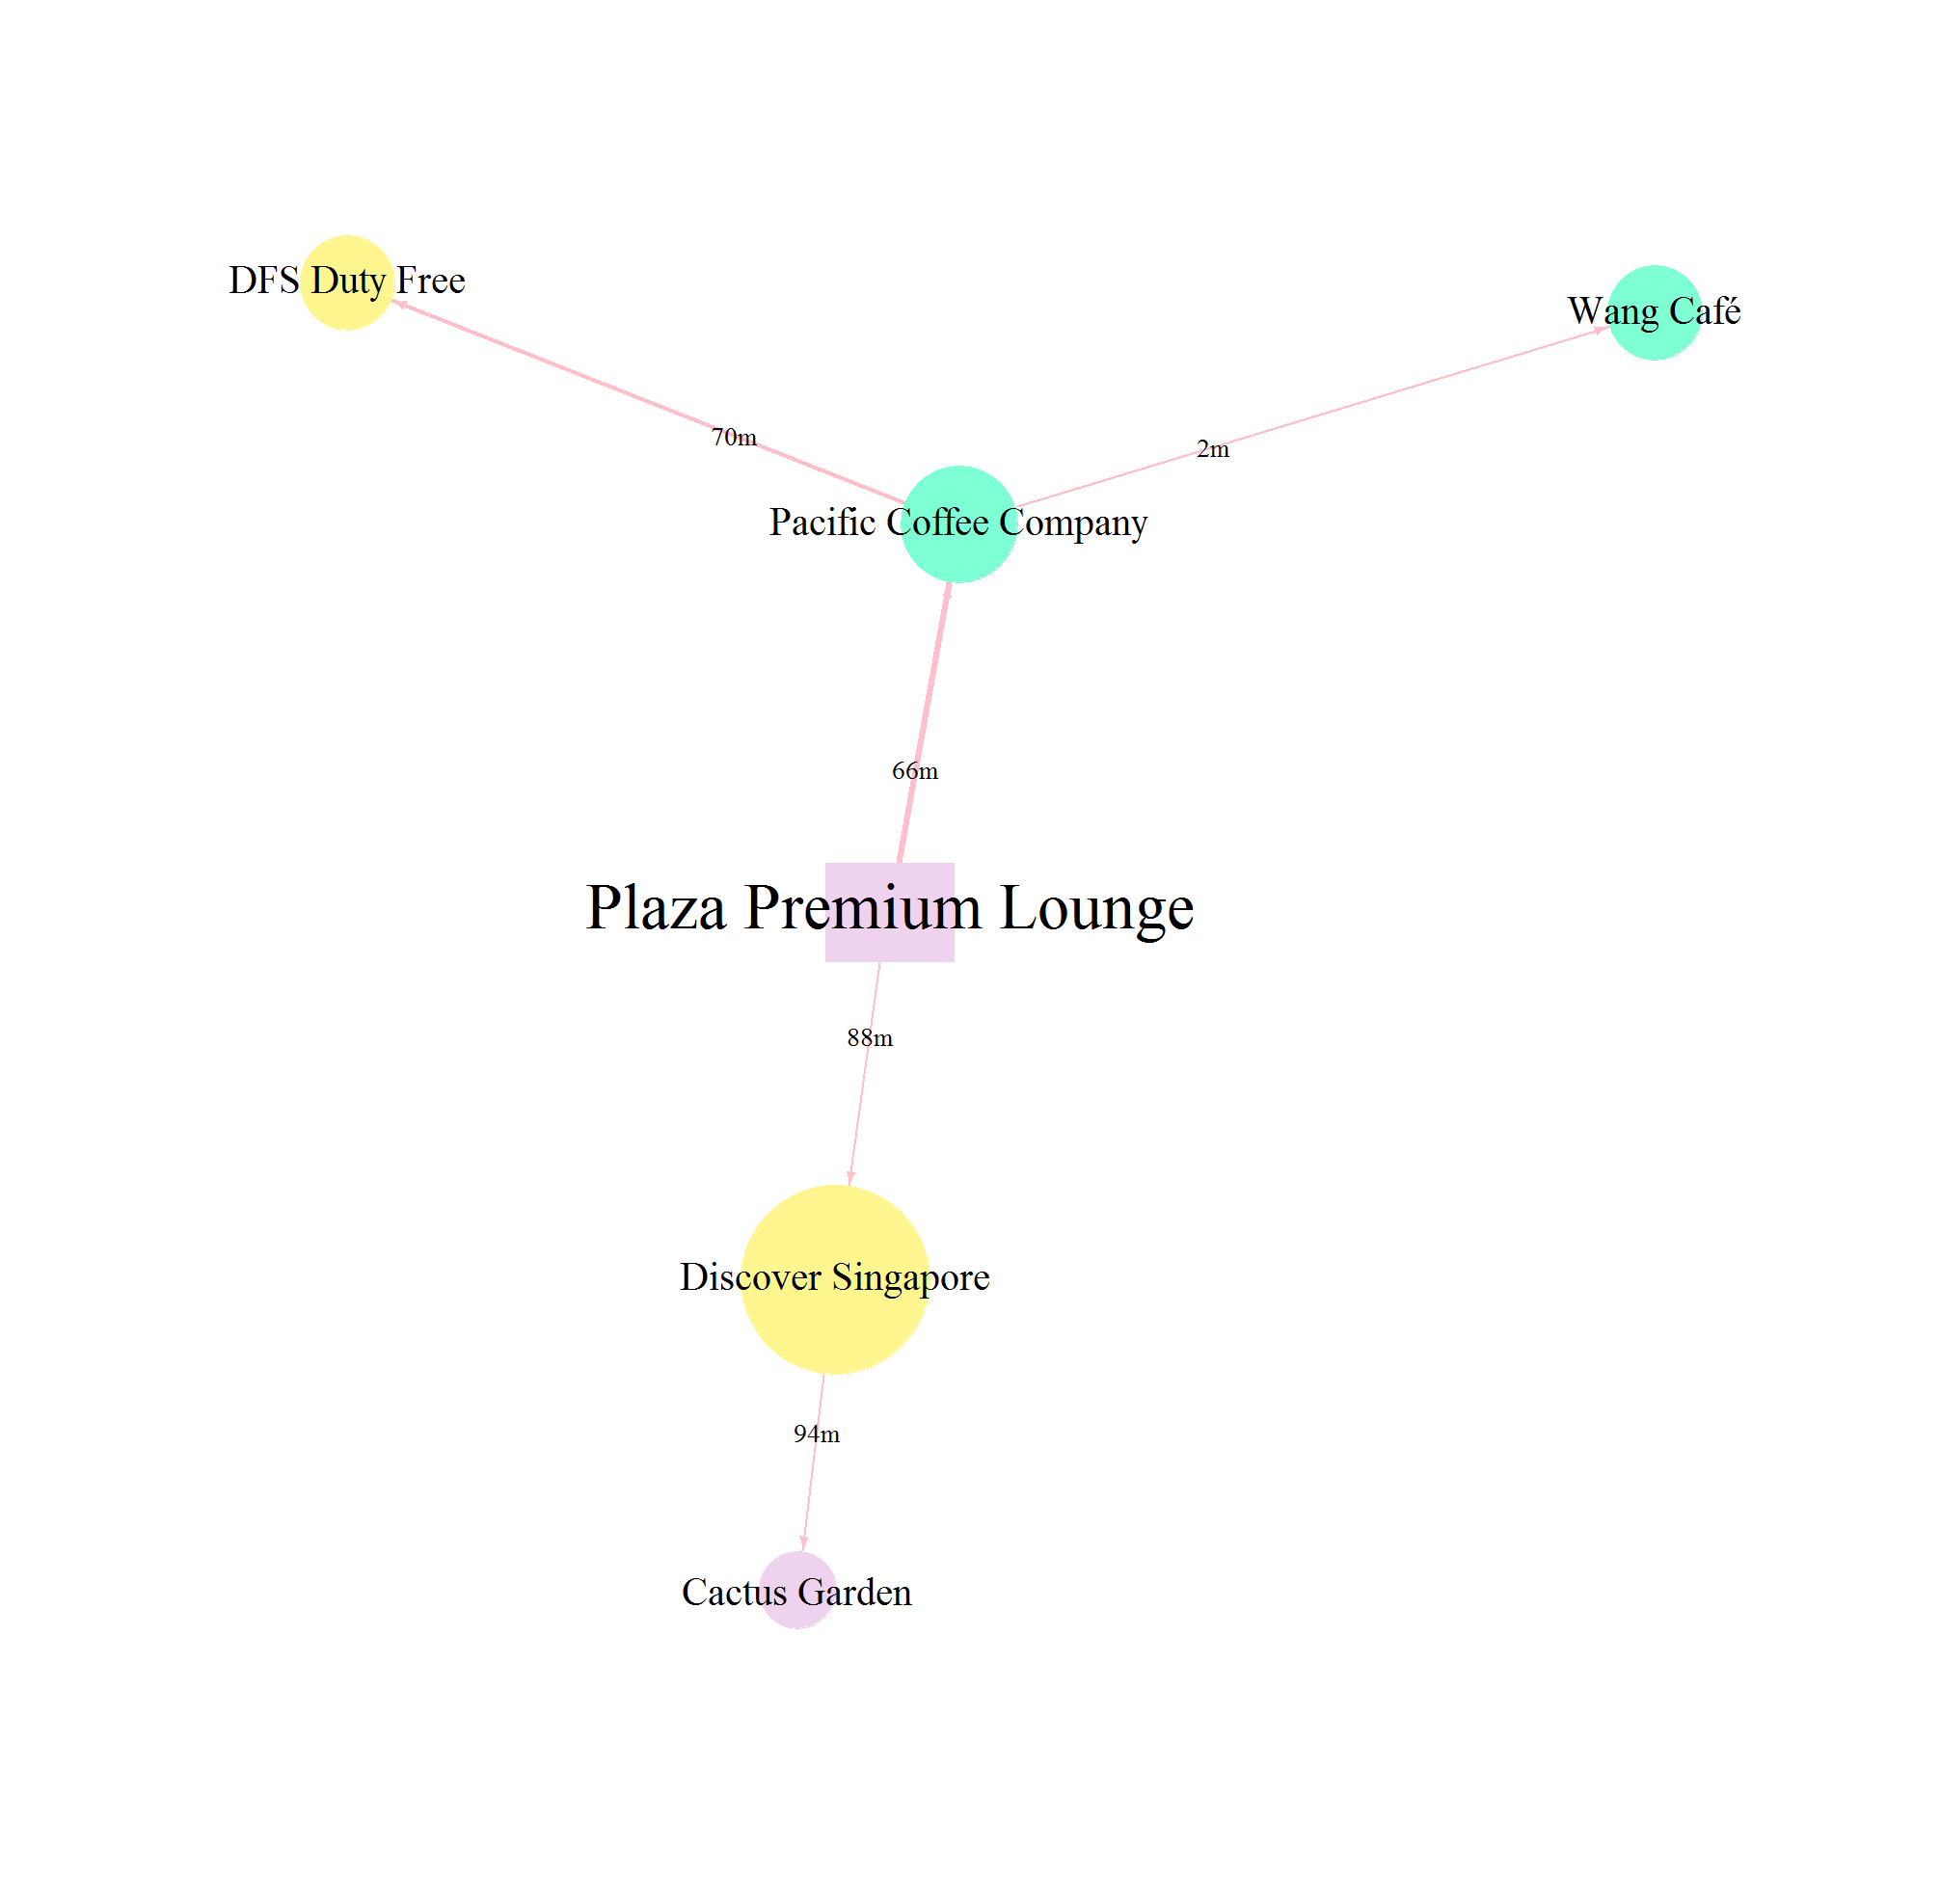 DFS Duty Free
Wang Café
70m
2m
Pacific Coffee Company
66m
Plaza Premium Lounge
88m
Discover Singapore
94m
Cactus Garden